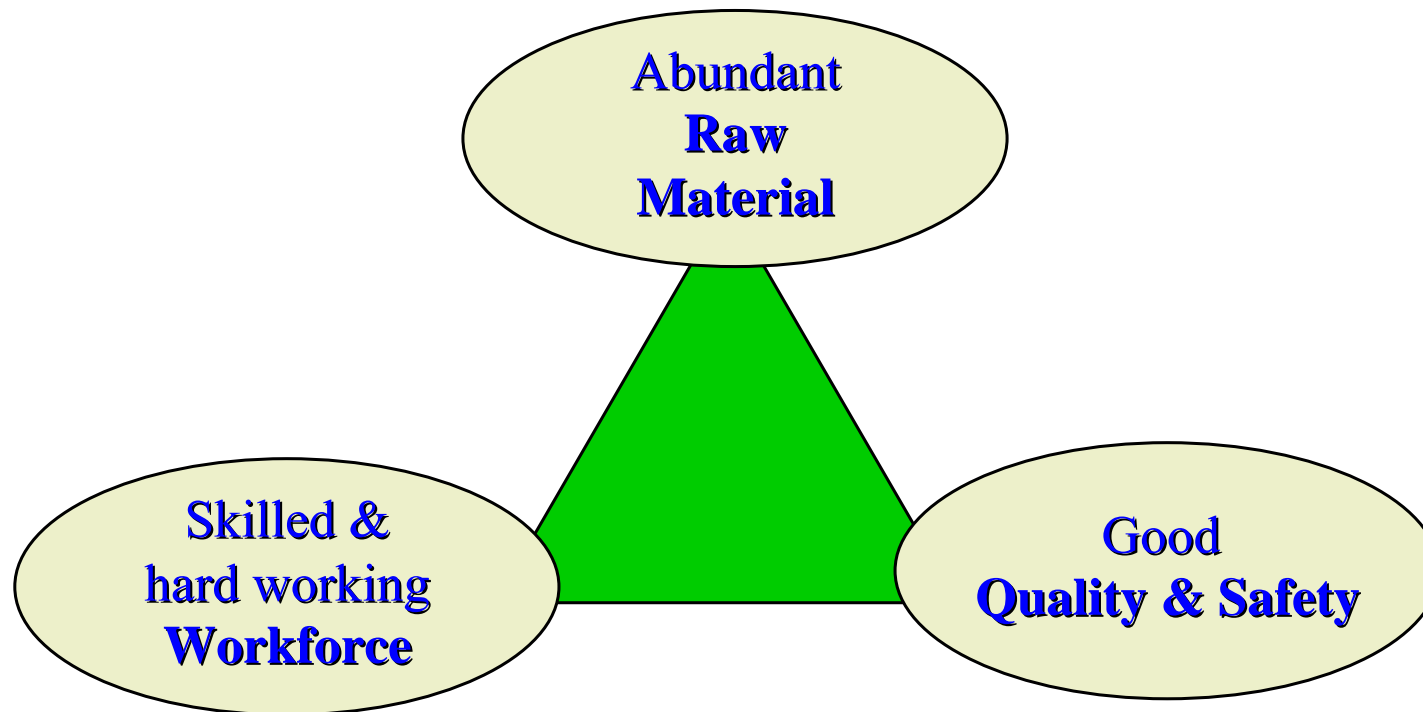 Abundant
Raw
Material
Skilled &
hard working
Workforce
Good
Quality & Safety